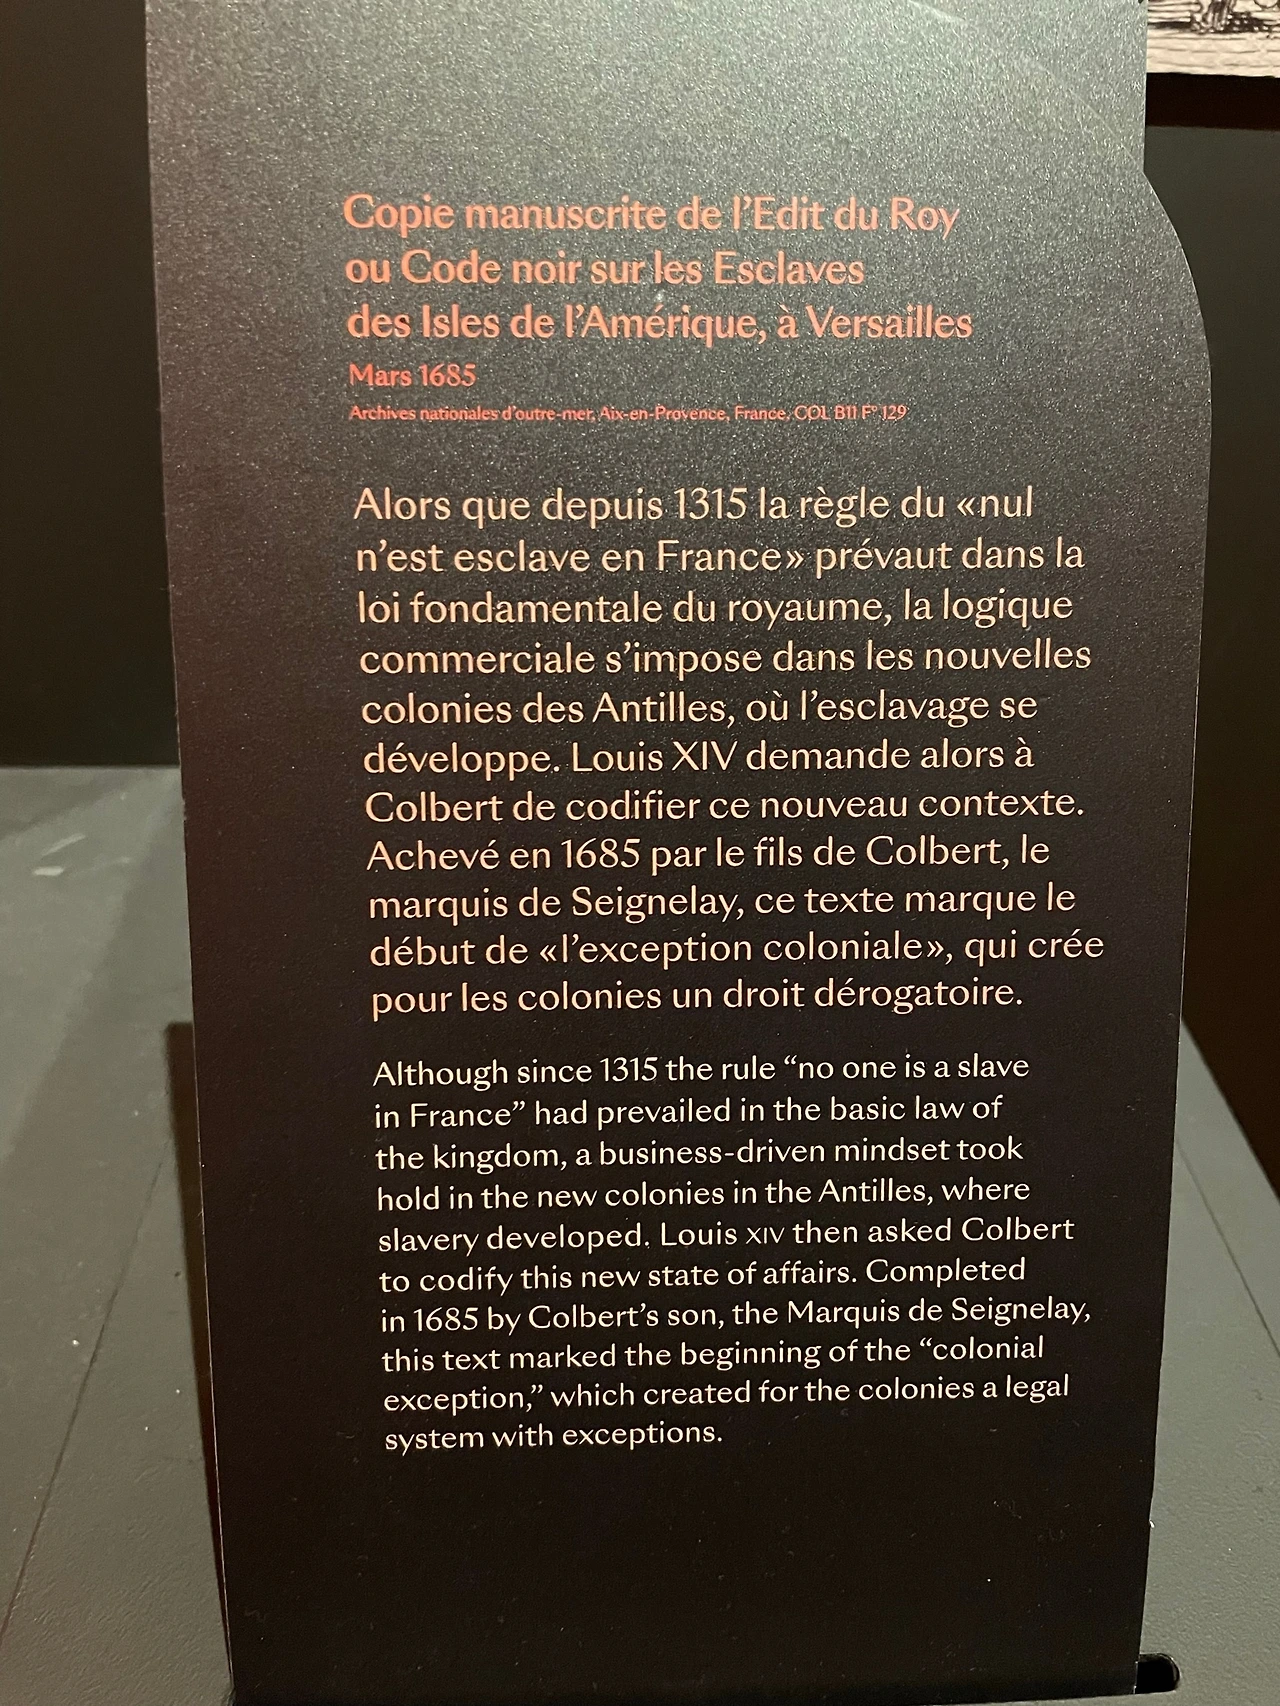 Copie manuscrite de l'Edit du Roy
ou Code noir sur les Esclaves
des Isles de l'Amérique, à Versailles
Mars 1685
Archives nationales d'outre-mer, Aix-en-Provence, France, COL B11 F° 129
Alors que depuis 1315 la règle du «nul
n'est esclave en France» prévaut dans la
loi fondamentale du royaume, la logique
commerciale s'impose dans les nouvelles
colonies des Antilles, où l'esclavage se
développe. Louis XIV demande alors à
Colbert de codifier ce nouveau contexte.
Achevé en 1685 par le fils de Colbert, le
marquis de Seignelay, ce texte marque le
début de «l'exception coloniale», qui crée
pour les colonies un droit dérogatoire.
Although since 1315 the rule “no one is a slave
in France” had prevailed in the basic law of
the kingdom, a business-driven mindset took
hold in the new colonies in the Antilles, where
slavery developed. Louis XIV then asked Colbert
to codify this new state of affairs. Completed
in 1685 by Colbert's son, the Marquis de Seignelay,
this text marked the beginning of the “colonial
exception,” which created for the colonies a legal
system with exceptions.